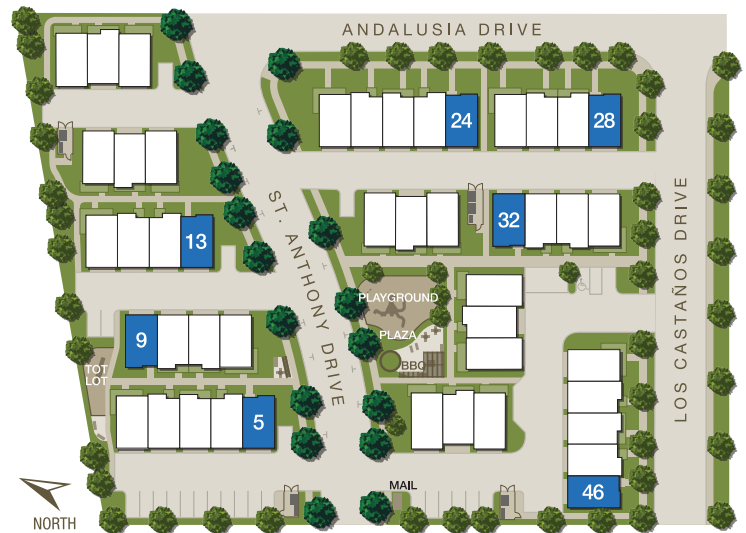 ANDALUSIA DRIVE
24
28
ST. ANTHONY DRIVE
LOS CASTAÑOS DRIVE
32
13
PLAYGROUND
PLAZA
9
BBQ
TOT
LOT
5
MAIL
46
NORTH